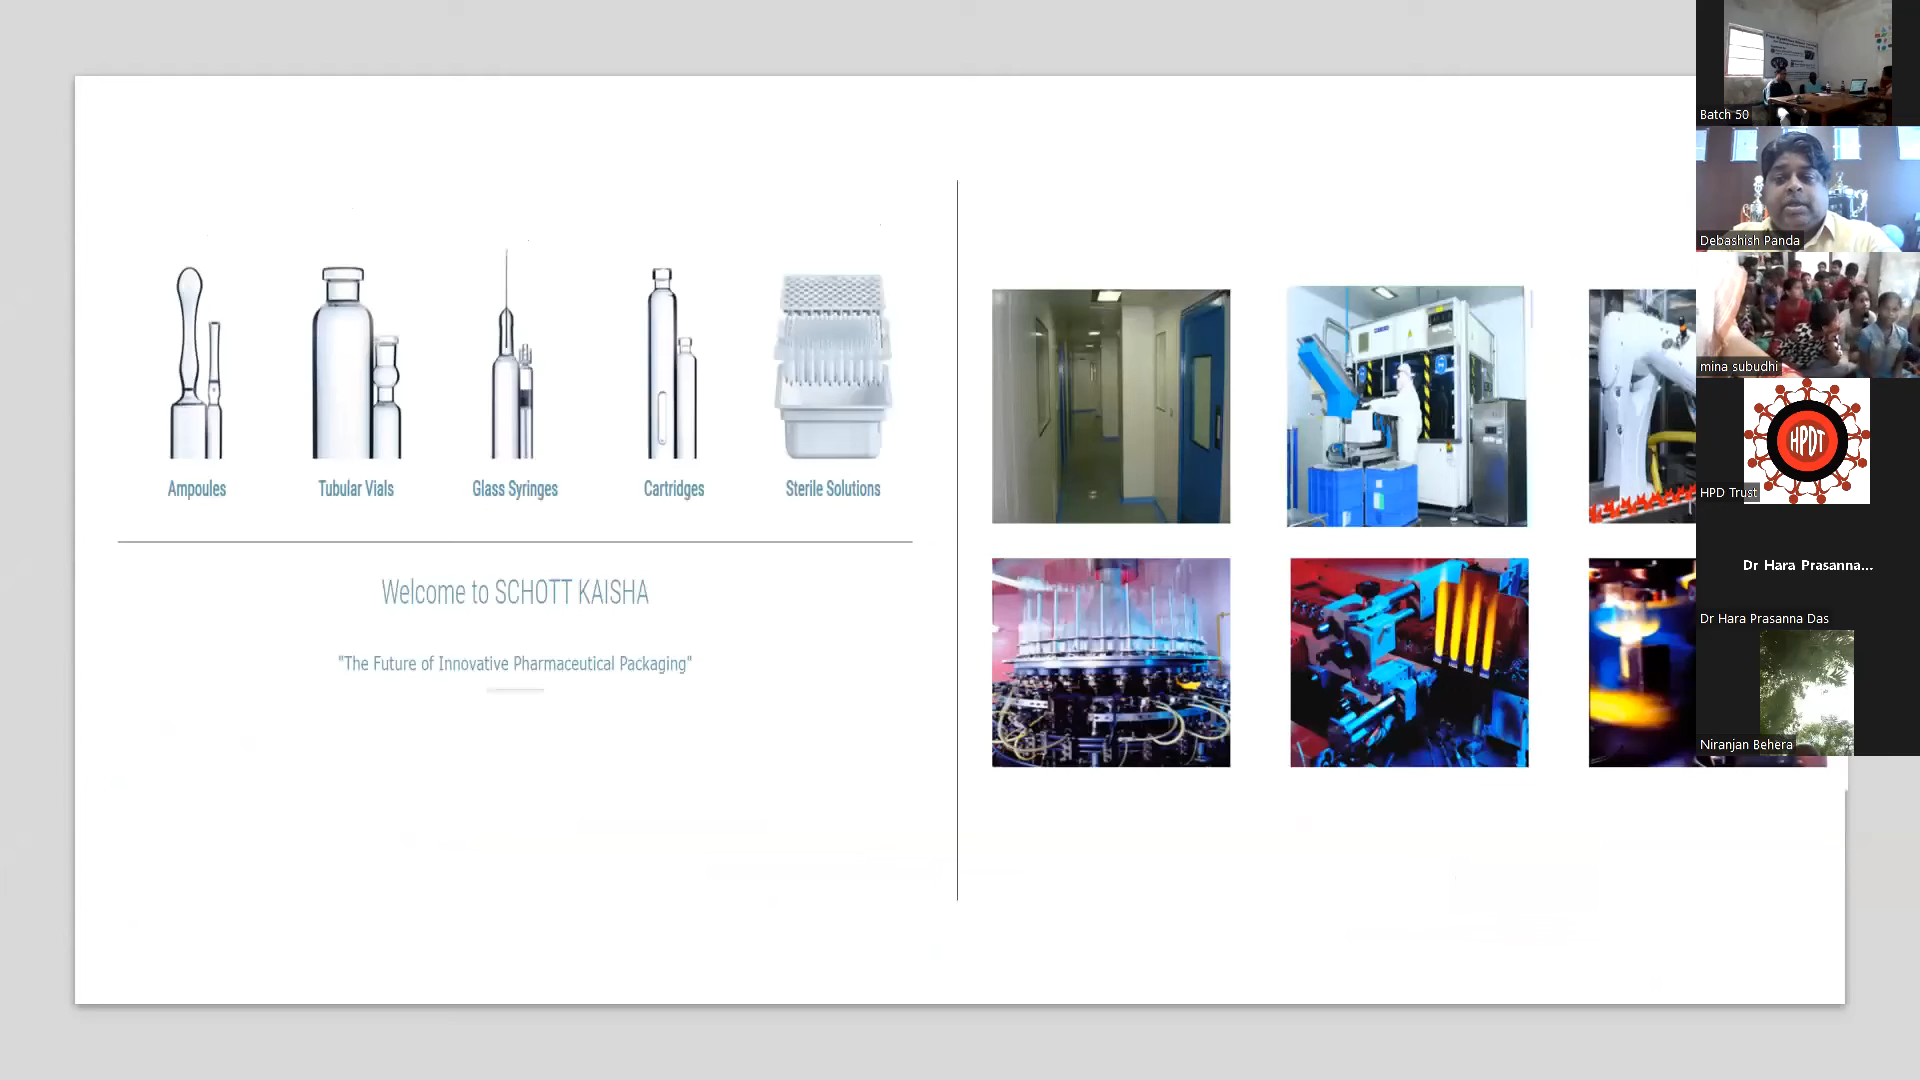 Ampoules
Tubular Vials
Glass Syringes
Cartridges
Sterile Solutions
Welcome to SCHOTT KAISHA
"The Future of Innovative Pharmaceutical Packaging"
Batch 50
Debashish Panda
mina subudhi
HPDT
HPD Trust
Dr Hara Prasanna...
Dr Hara Prasanna Das
Niranjan Behera